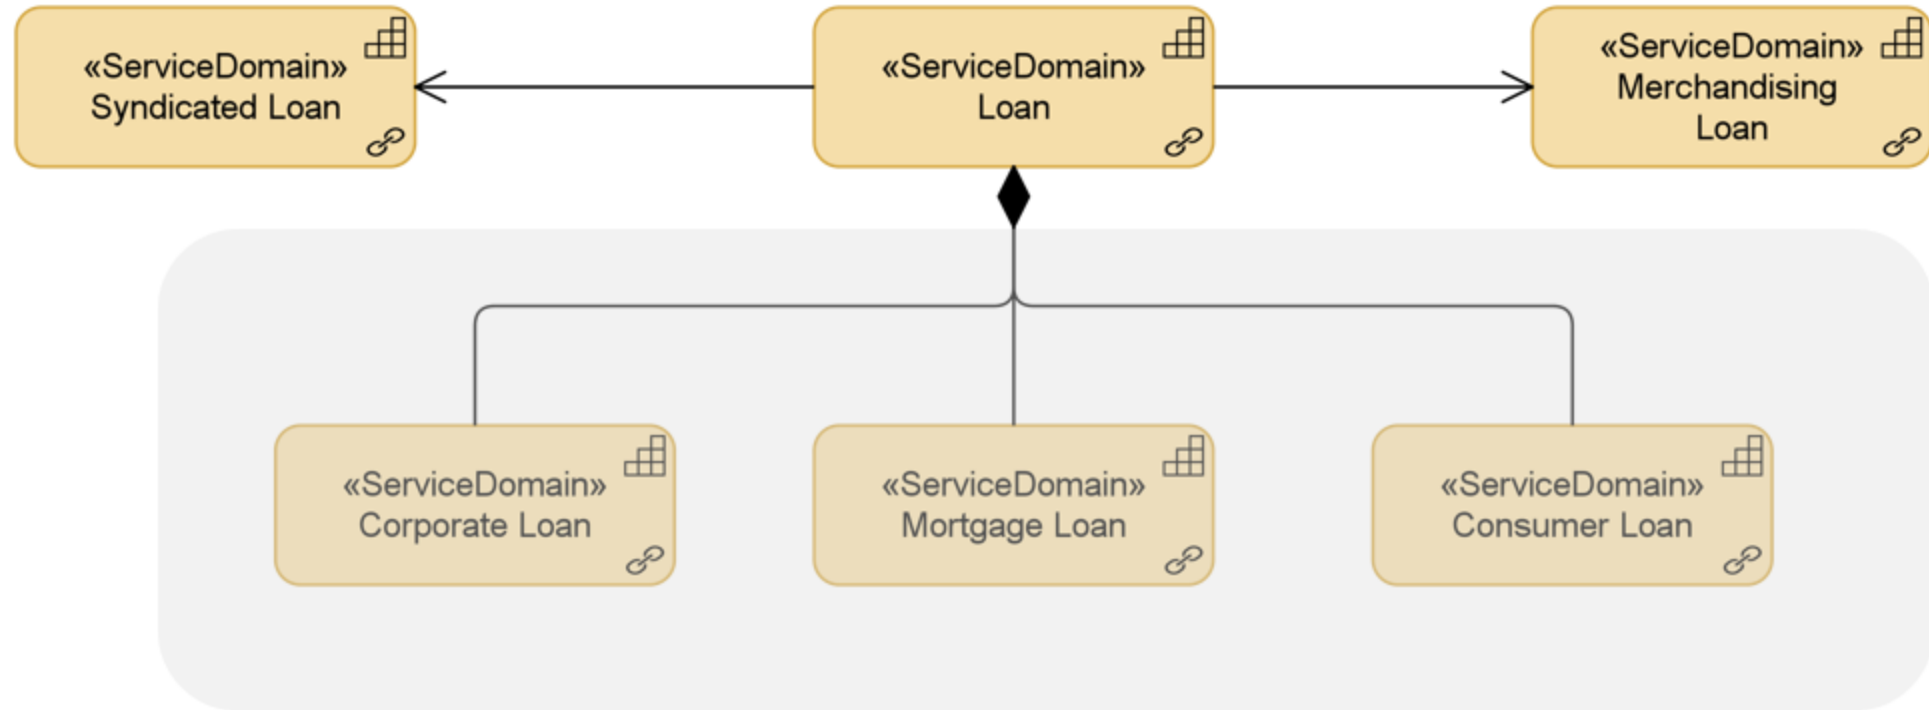 «ServiceDomain»
Syndicated Loan
«ServiceDomain»
Loan
«ServiceDomain»
Merchandising
Loan
«ServiceDomain»
Corporate Loan
«ServiceDomain»
Mortgage Loan
«ServiceDomain»
Consumer Loan